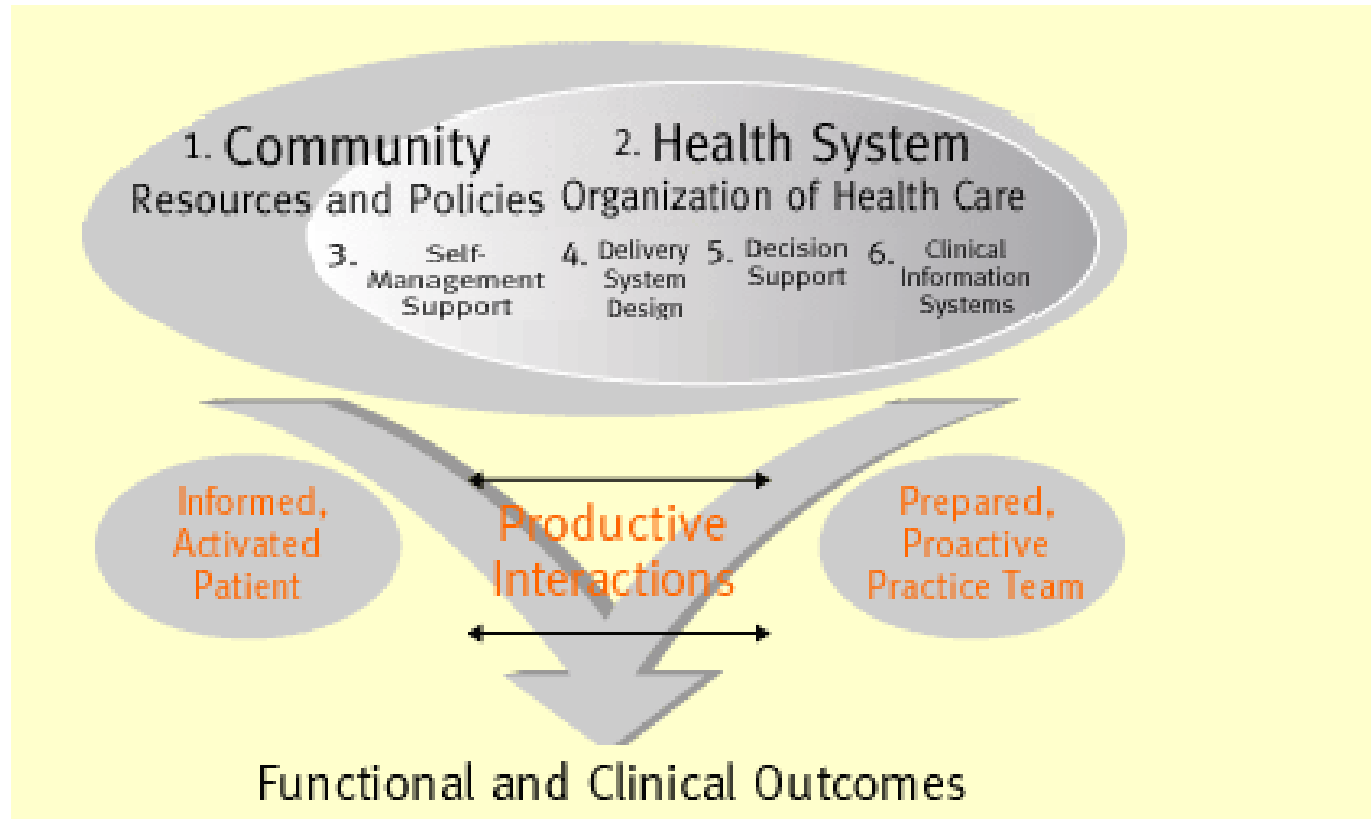 1. Community
Resources and Policies
2. Health System
Organization of Health Care
3. Self-
Management
Support
4. Delivery
System
Design
5. Decision
Support
6. Clinical
Information
Systems
Informed,
Activated
Patient
Productive
Interactions
Prepared,
Proactive
Practice Team
Functional and Clinical Outcomes